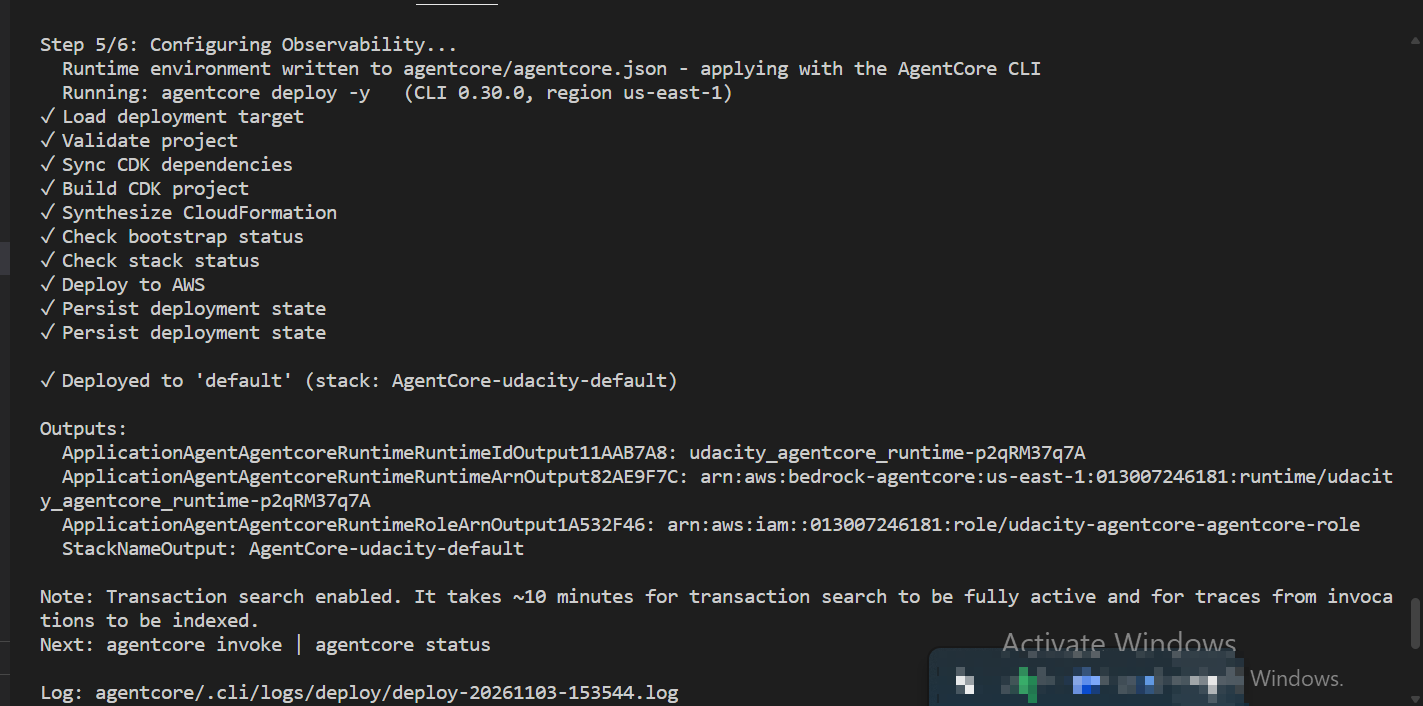 Step 5/6: Configuring Observability...
Runtime environment written to agentcore/agentcore.json - applying with the AgentCore CLI
Running: agentcore deploy -y   (CLI 0.30.0, region us-east-1)
✓ Load deployment target
✓ Validate project
✓ Sync CDK dependencies
✓ Build CDK project
✓ Synthesize CloudFormation
✓ Check bootstrap status
✓ Check stack status
✓ Deploy to AWS
✓ Persist deployment state
✓ Persist deployment state
✓ Deployed to 'default' (stack: AgentCore-udacity-default)
Outputs:
ApplicationAgentAgentcoreRuntimeRuntimeIdOutput11AAB7A8: udacity_agentcore_runtime-p2qRM37q7A
ApplicationAgentAgentcoreRuntimeRuntimeArnOutput82AE9F7C: arn:aws:bedrock-agentcore:us-east-1:013007246181:runtime/udacit
y_agentcore_runtime-p2qRM37q7A
ApplicationAgentAgentcoreRuntimeRoleArnOutput1A532F46: arn:aws:iam::013007246181:role/udacity-agentcore-agentcore-role
StackNameOutput: AgentCore-udacity-default
Note: Transaction search enabled. It takes ~10 minutes for transaction search to be fully active and for traces from invoca
tions to be indexed.
Next: agentcore invoke | agentcore status
Activate Windows
Windows.
Log: agentcore/.cli/logs/deploy/deploy-20261103-153544.log